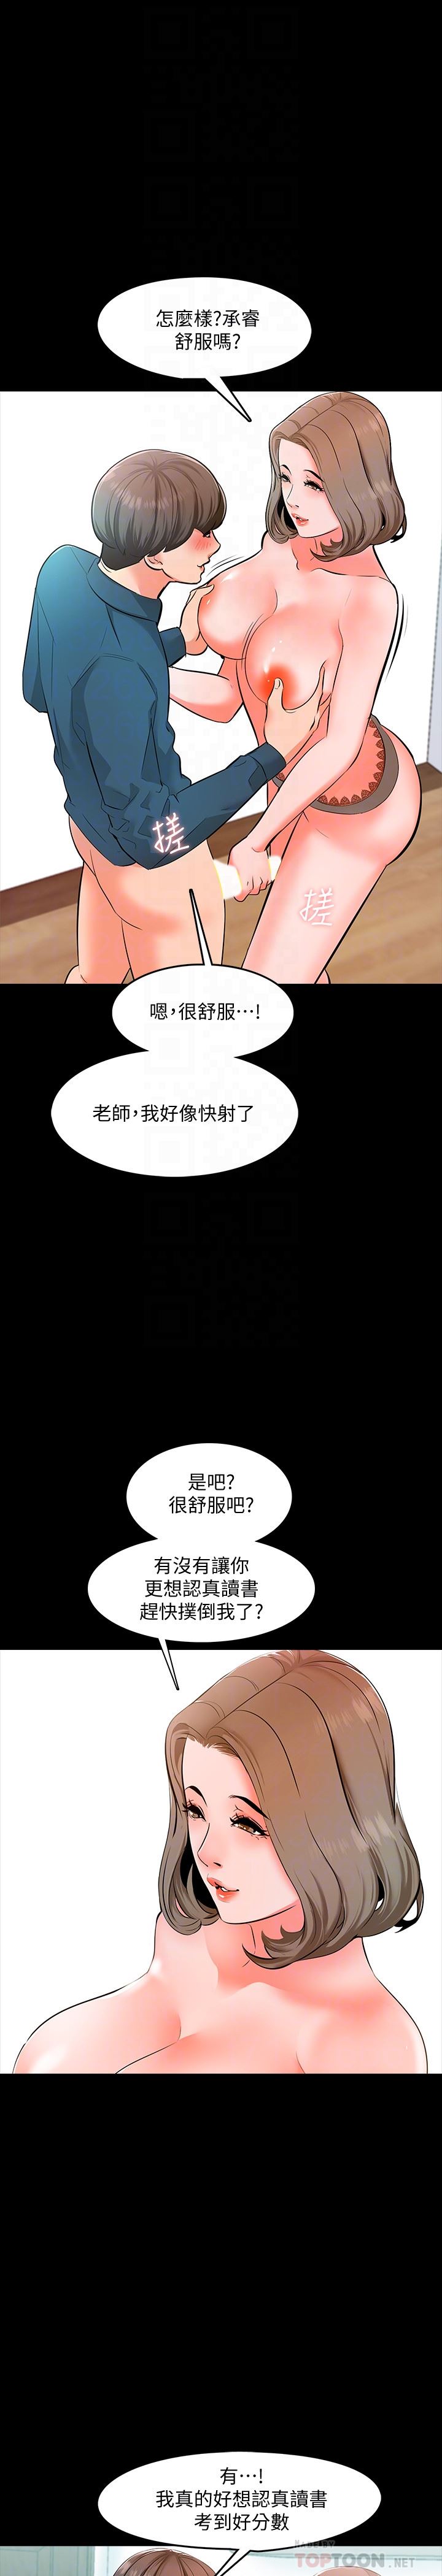 怎麼樣?承睿
舒服嗎?
搓
搓
嗯,很舒服…!
老師,我好像快射了
是吧?
很舒服吧?
有沒有讓你
更想認真讀書
趕快撲倒我了?
有…!
我真的好想認真讀書
考到好分數
TOPTOON.NET